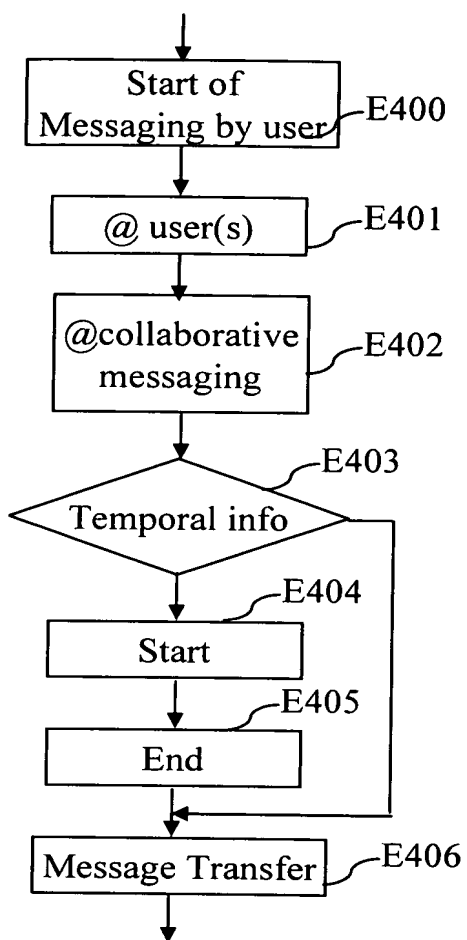 Start of
Messaging by user
E400
@ user(s)
E401
@collaborative
messaging
E402
E403
Temporal info
E404
Start
E405
End
Message Transfer
E406